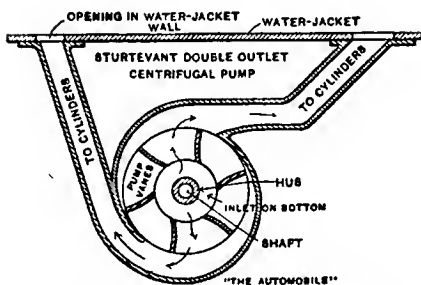 OPENING IN WATER-JACKET
WALL
WATER-JACKET
STURTEVANT DOUBLE OUTLET
CENTRIFUGAL PUMP
TO CYLINDERS
TO CYLINDERS
PUMP
VANES
HUB
INLET ON BOTTOM
SHAFT
"THE AUTOMOBILE"